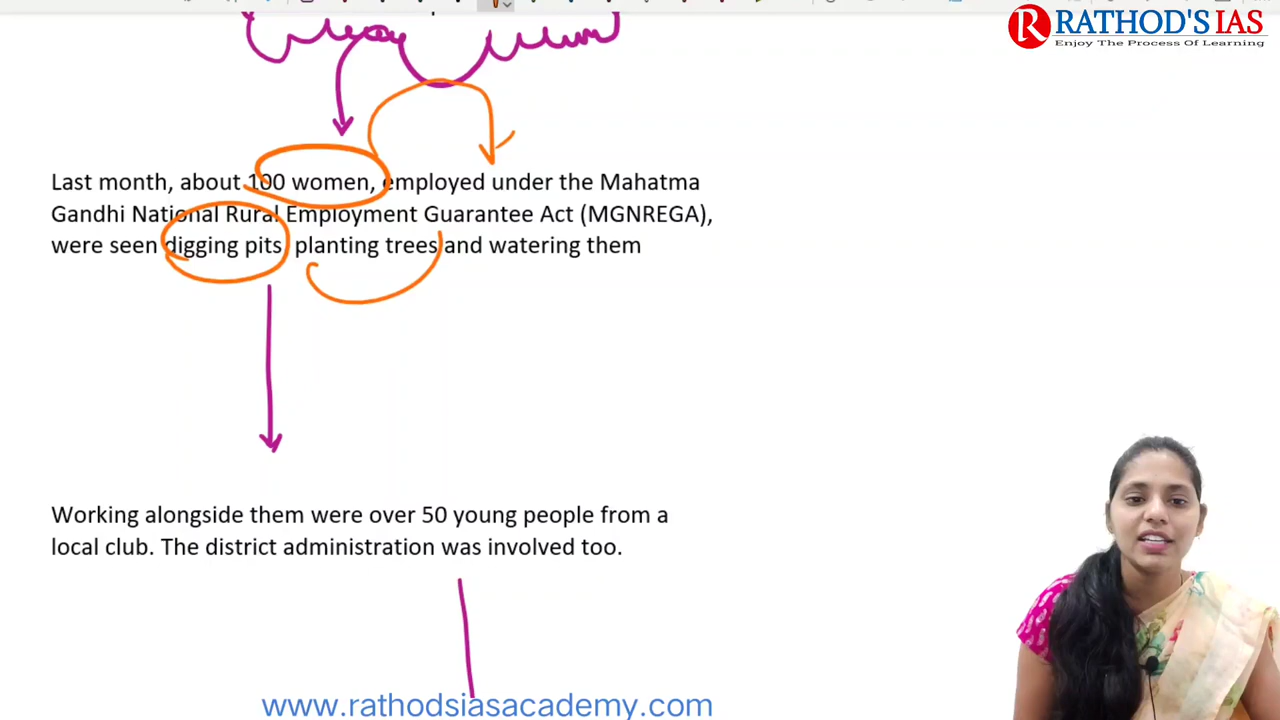 RATHOD'S IAS
Enjoy The Process Of Learning
Last month, about 100 women, employed under the Mahatma
Gandhi National Rural Employment Guarantee Act (MGNREGA),
were seen digging pits planting trees and watering them
Working alongside them were over 50 young people from a
local club. The district administration was involved too.
www.rathodsiasacademy.com